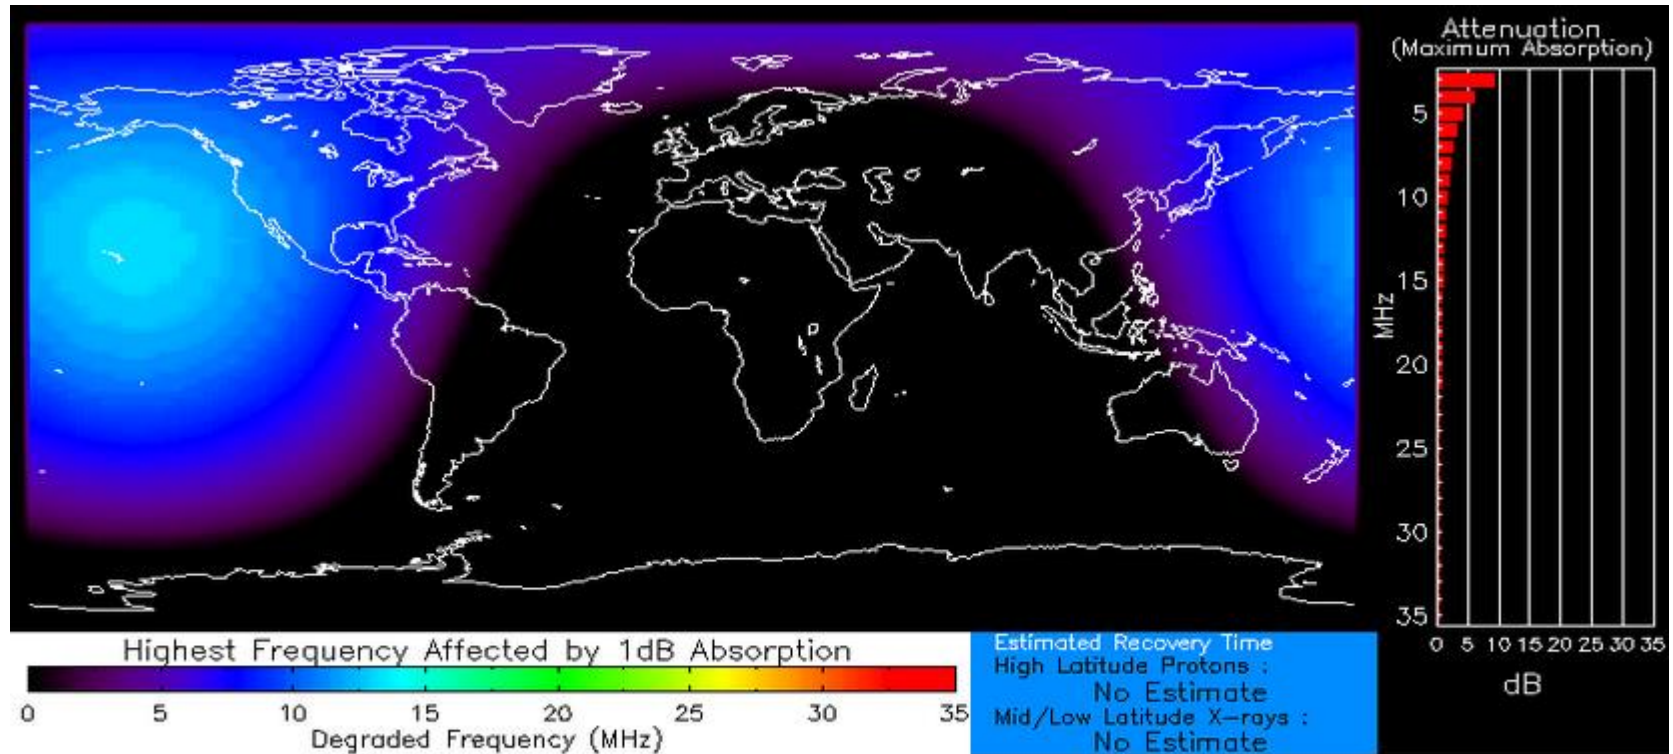 Attenuation
(Maximum Absorption)
5
10
15
20
25
30
35
MHz
0 5 10 15 20 25 30 35
dB
Highest Frequency Affected by 1dB Absorption
0 5 10 15 20 25 30 35
Degraded Frequency (MHz)
Estimated Recovery Time
High Latitude Protons :
No Estimate
Mid/Low Latitude X-rays :
No Estimate